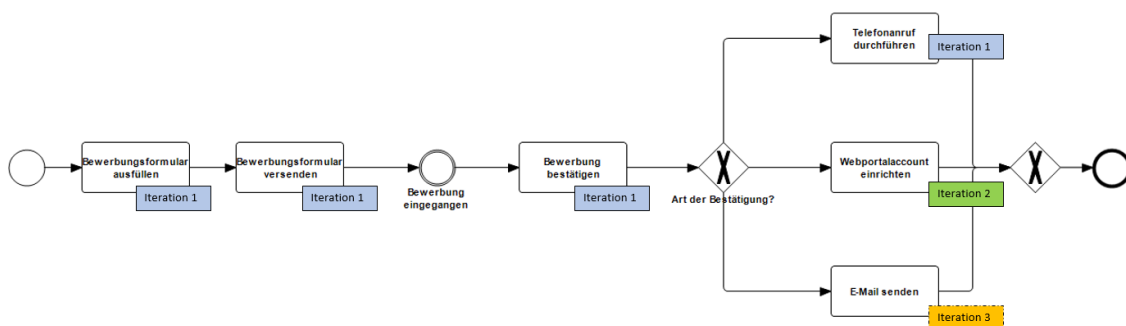 Telefonanruf
durchführen
Iteration 1
Bewerbungsformular
ausfüllen
Iteration 1
Bewerbungsformular
versenden
Iteration 1
Bewerbung
eingegangen
Bewerbung
bestätigen
Iteration 1
Art der Bestätigung?
Webportalaccount
einrichten
Iteration 2
E-Mail senden
Iteration 3